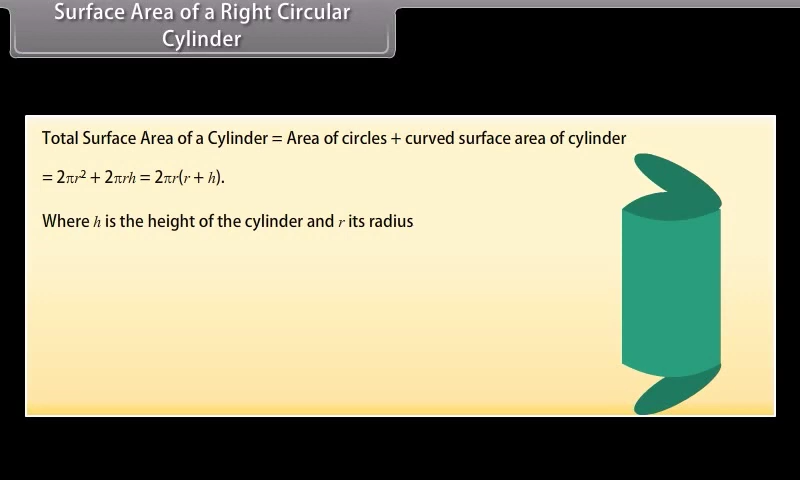 Surface Area of a Right Circular
Cylinder
Total Surface Area of a Cylinder = Area of circles + curved surface area of cylinder
= 2πr² + 2πrh = 2πr(r + h).
Where h is the height of the cylinder and r its radius